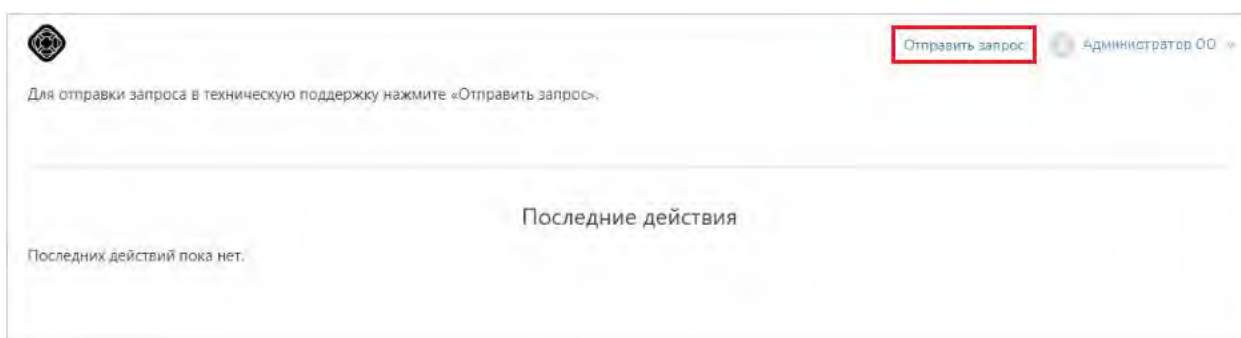 Отправить запрос Администратор ОО
Для отправки запроса в техническую поддержку нажмите «Отправить запрос».
Последние действия
Последних действий пока нет.